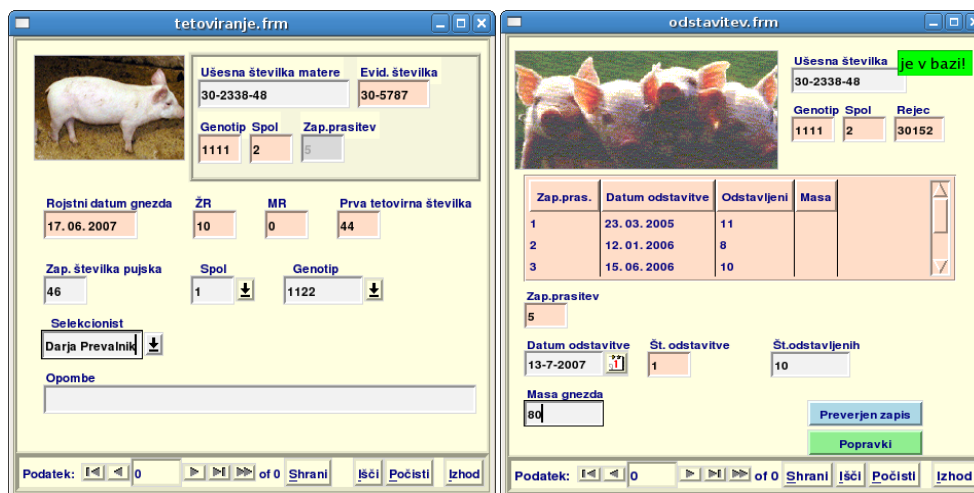 tetoviranje.frm
Ušesna številka matere Evid. številka
30-2338-48 30-5787
Genotip Spol Zap.prasitev
1111 2 5
Rojstni datum gnezda ŽR MR Prva tetovirna številka
17. 06. 2007 10 0 44
Zap. številka pujska Spol Genotip
46 1 1122
Selekcionist
Darja Prevalnik
Opombe
Podatek: 0 of 0 Shrani Išči Počisti Izhod
odstavitev.frm
Ušesna številka je v bazi!
30-2338-48
Genotip Spol Rejec
1111 2 30152
Zap.pras. Datum odstavitve Odstavljeni Masa
1 23. 03. 2005 11
2 12. 01. 2006 8
3 15. 06. 2006 10
Zap.prasitev
5
Datum odstavitve Št. odstavitve Št.odstavljenih
13-7-2007 1 10
Masa gnezda
80
Preverjen zapis
Popravki
Podatek: 0 of 0 Shrani Išči Počisti Izhod